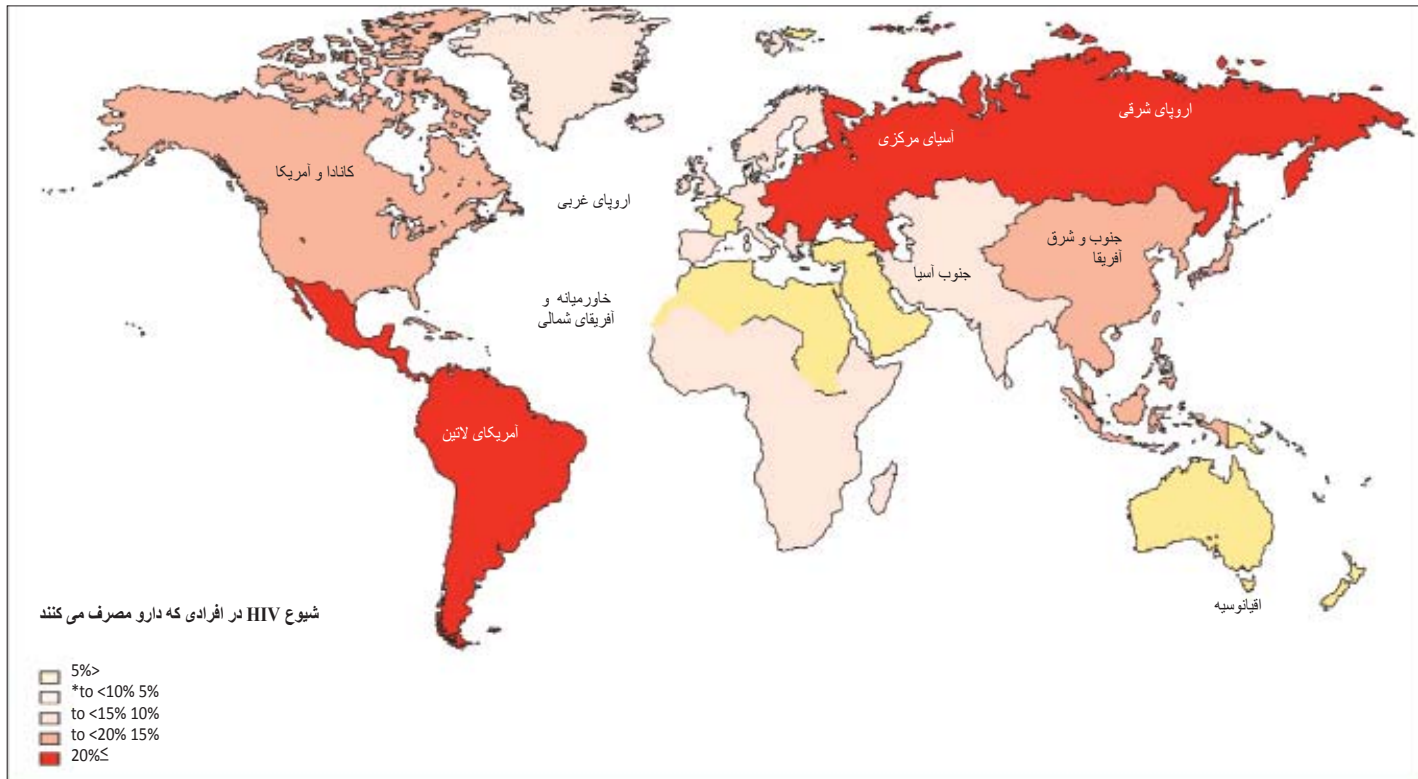 اروپای شرقی
آسیای مرکزی
کانادا و آمریکا
اروپای غربی
جنوب و شرق
آفریقا
جنوب آسیا
خاورمیانه و
آفریقای شمالی
آمریکای لاتین
اقیانوسیه
شیوع HIV در افرادی که دارو مصرف می کنند
5%>
*to <10% 5%
to <15% 10%
to <20% 15%
20%≤